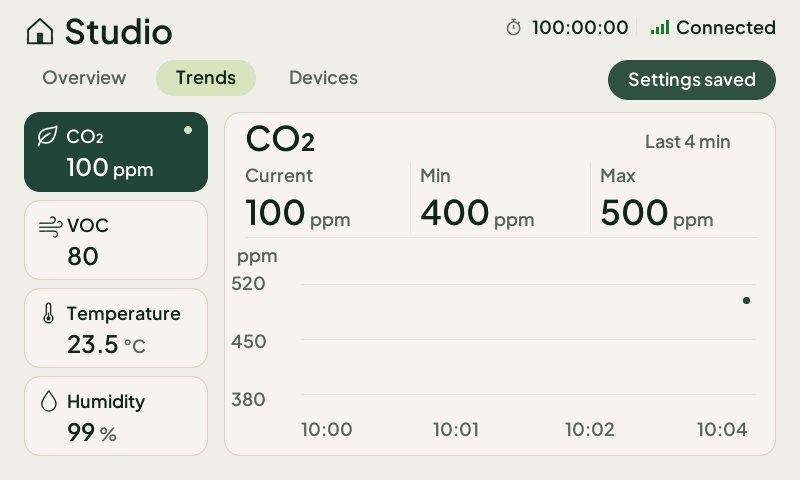 Studio
100:00:00
Connected
Overview
Trends
Devices
Settings saved
CO₂
100 ppm
VOC
80
Temperature
23.5 °C
Humidity
99 %
CO₂
Last 4 min
Current
Min
Max
100 ppm
400 ppm
500 ppm
ppm
520
450
380
10:00
10:01
10:02
10:04